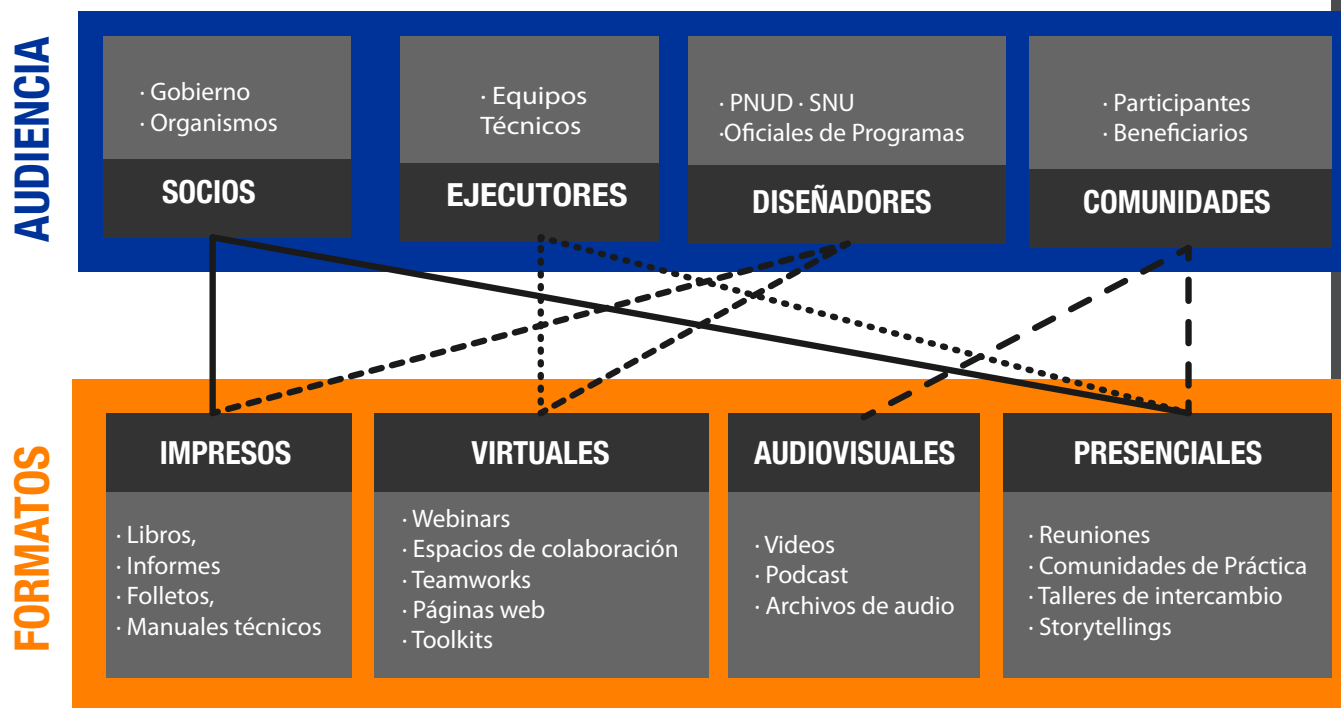 AUDIENCIA
· Gobierno
· Organismos
SOCIOS
· Equipos
Técnicos
EJECUTORES
· PNUD · SNU
·Oficiales de Programas
DISEÑADORES
· Participantes
· Beneficiarios
COMUNIDADES
FORMATOS
IMPRESOS
· Libros,
· Informes
· Folletos,
· Manuales técnicos
VIRTUALES
· Webinars
· Espacios de colaboración
· Teamworks
· Páginas web
· Toolkits
AUDIOVISUALES
· Videos
· Podcast
· Archivos de audio
PRESENCIALES
· Reuniones
· Comunidades de Práctica
· Talleres de intercambio
· Storytellings